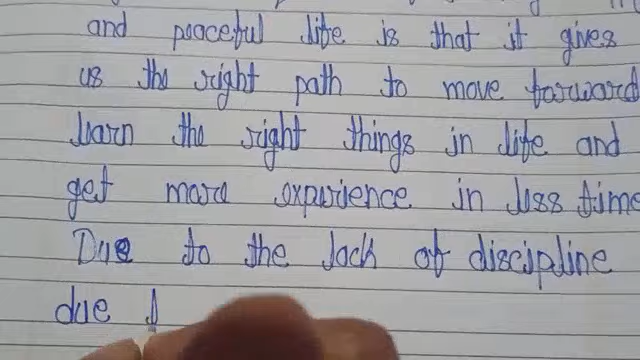 and peaceful life is that it gives
us the right path to move forward
learn the right things in life and
get more experience in less time
Due to the lack of discipline
due